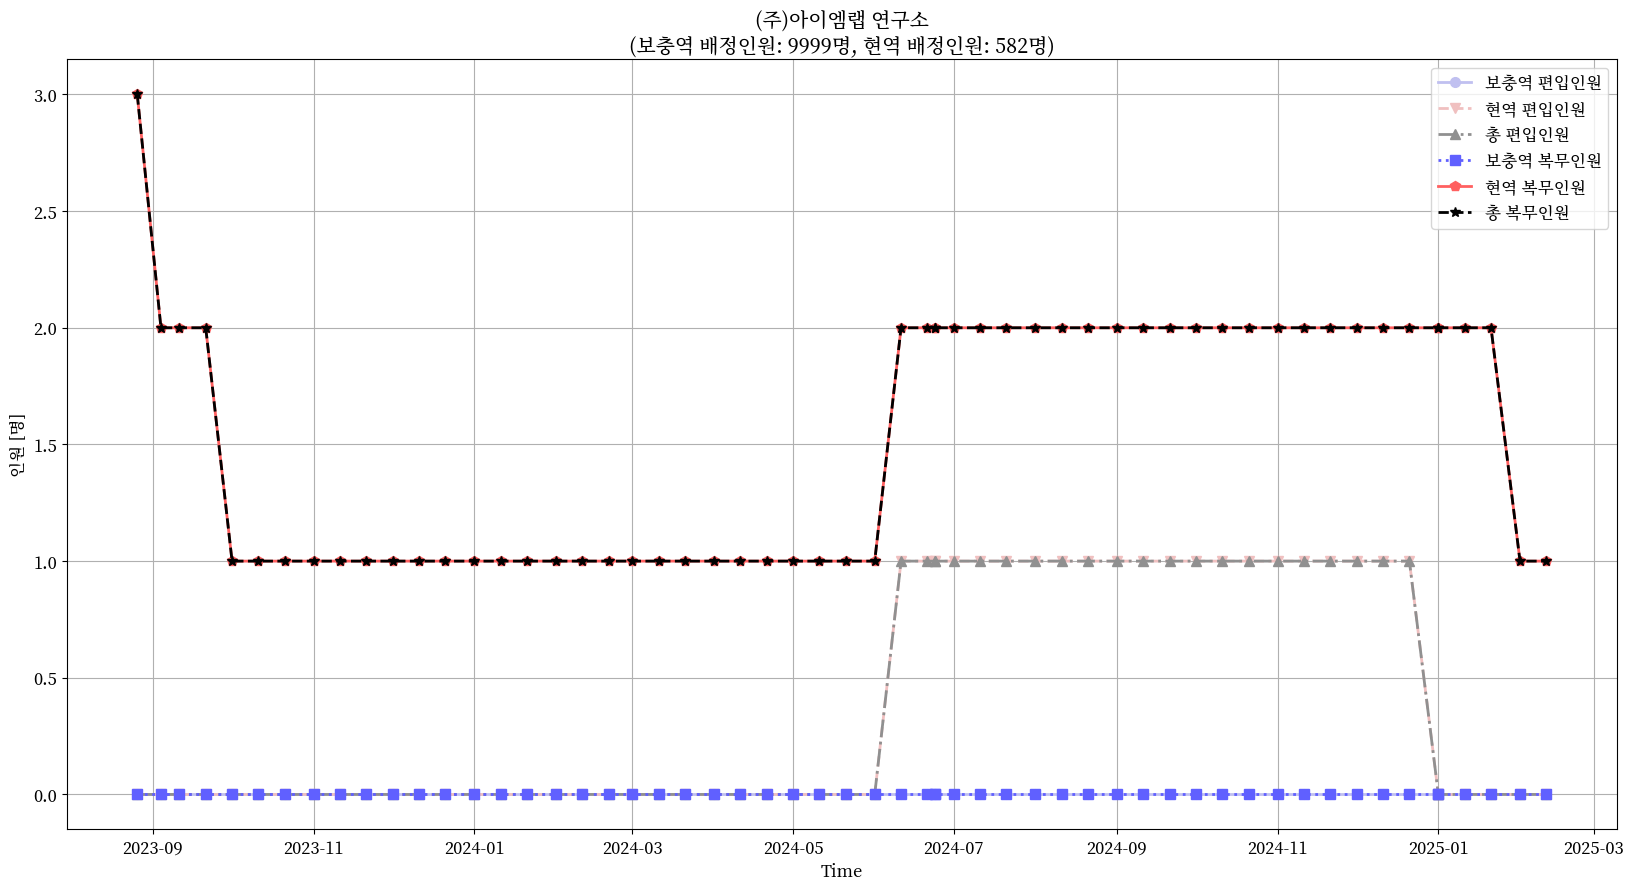 (주)아이엠랩 연구소
(보충역 배정인원: 9999명, 현역 배정인원: 582명)
보충역 편입인원
현역 편입인원
총 편입인원
보충역 복무인원
현역 복무인원
총 복무인원
3.0
2.5
2.0
1.5
1.0
0.5
0.0
인원 [명]
2023-09 2023-11 2024-01 2024-03 2024-05 2024-07 2024-09 2024-11 2025-01 2025-03
Time